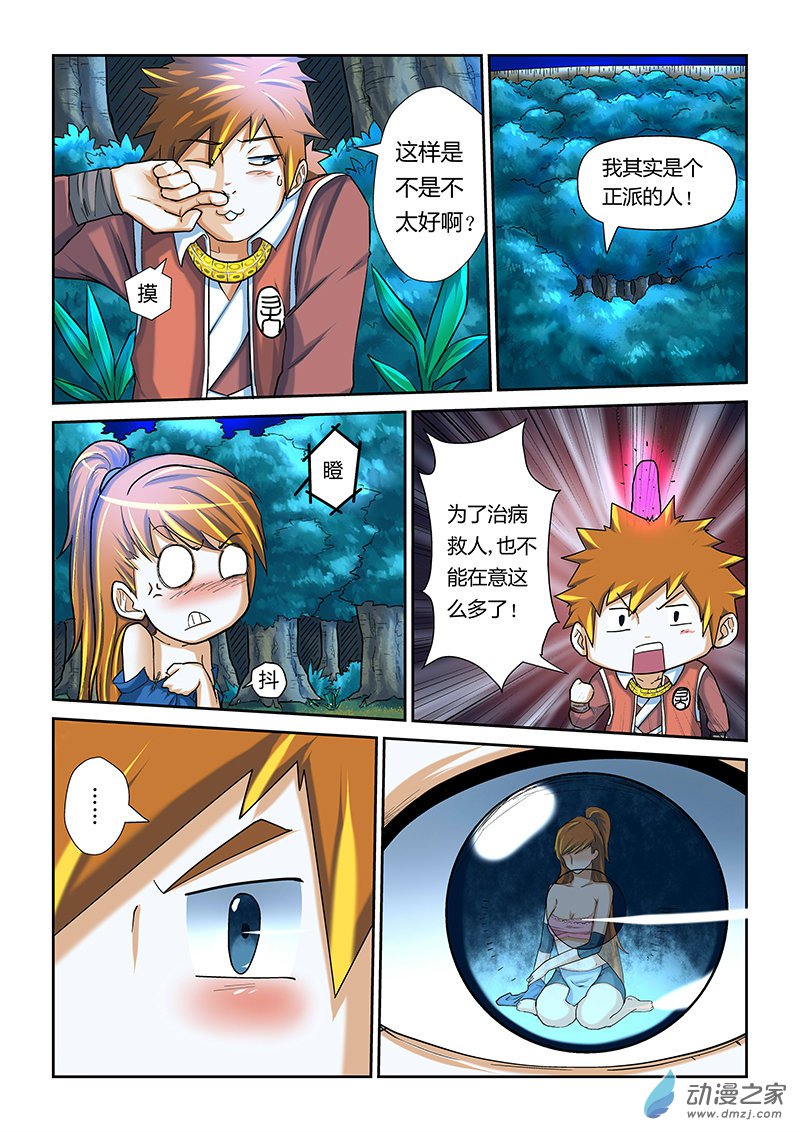 这样是
不是不
太好啊？
摸
我其实是个
正派的人！
瞪
抖
为了治病
救人，也不
能在意这
么多了！
……
动漫之家
www.dmzj.com